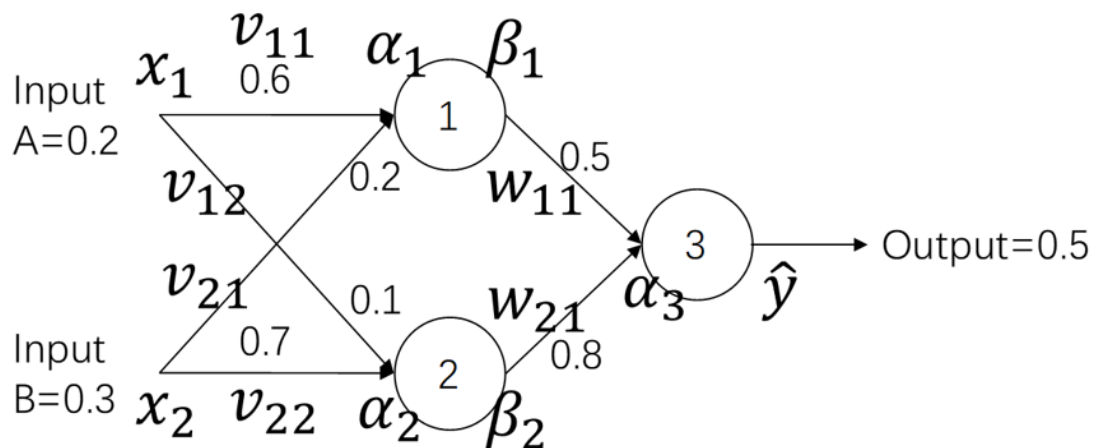 v₁₁
x₁
α₁
β₁
Input
A=0.2
0.6
1
0.5
v₁₂
0.2
w₁₁
3
Output=0.5
v₂₁
0.1
w₂₁
α₃
ŷ
Input
B=0.3
0.7
0.8
2
x₂
v₂₂
α₂
β₂